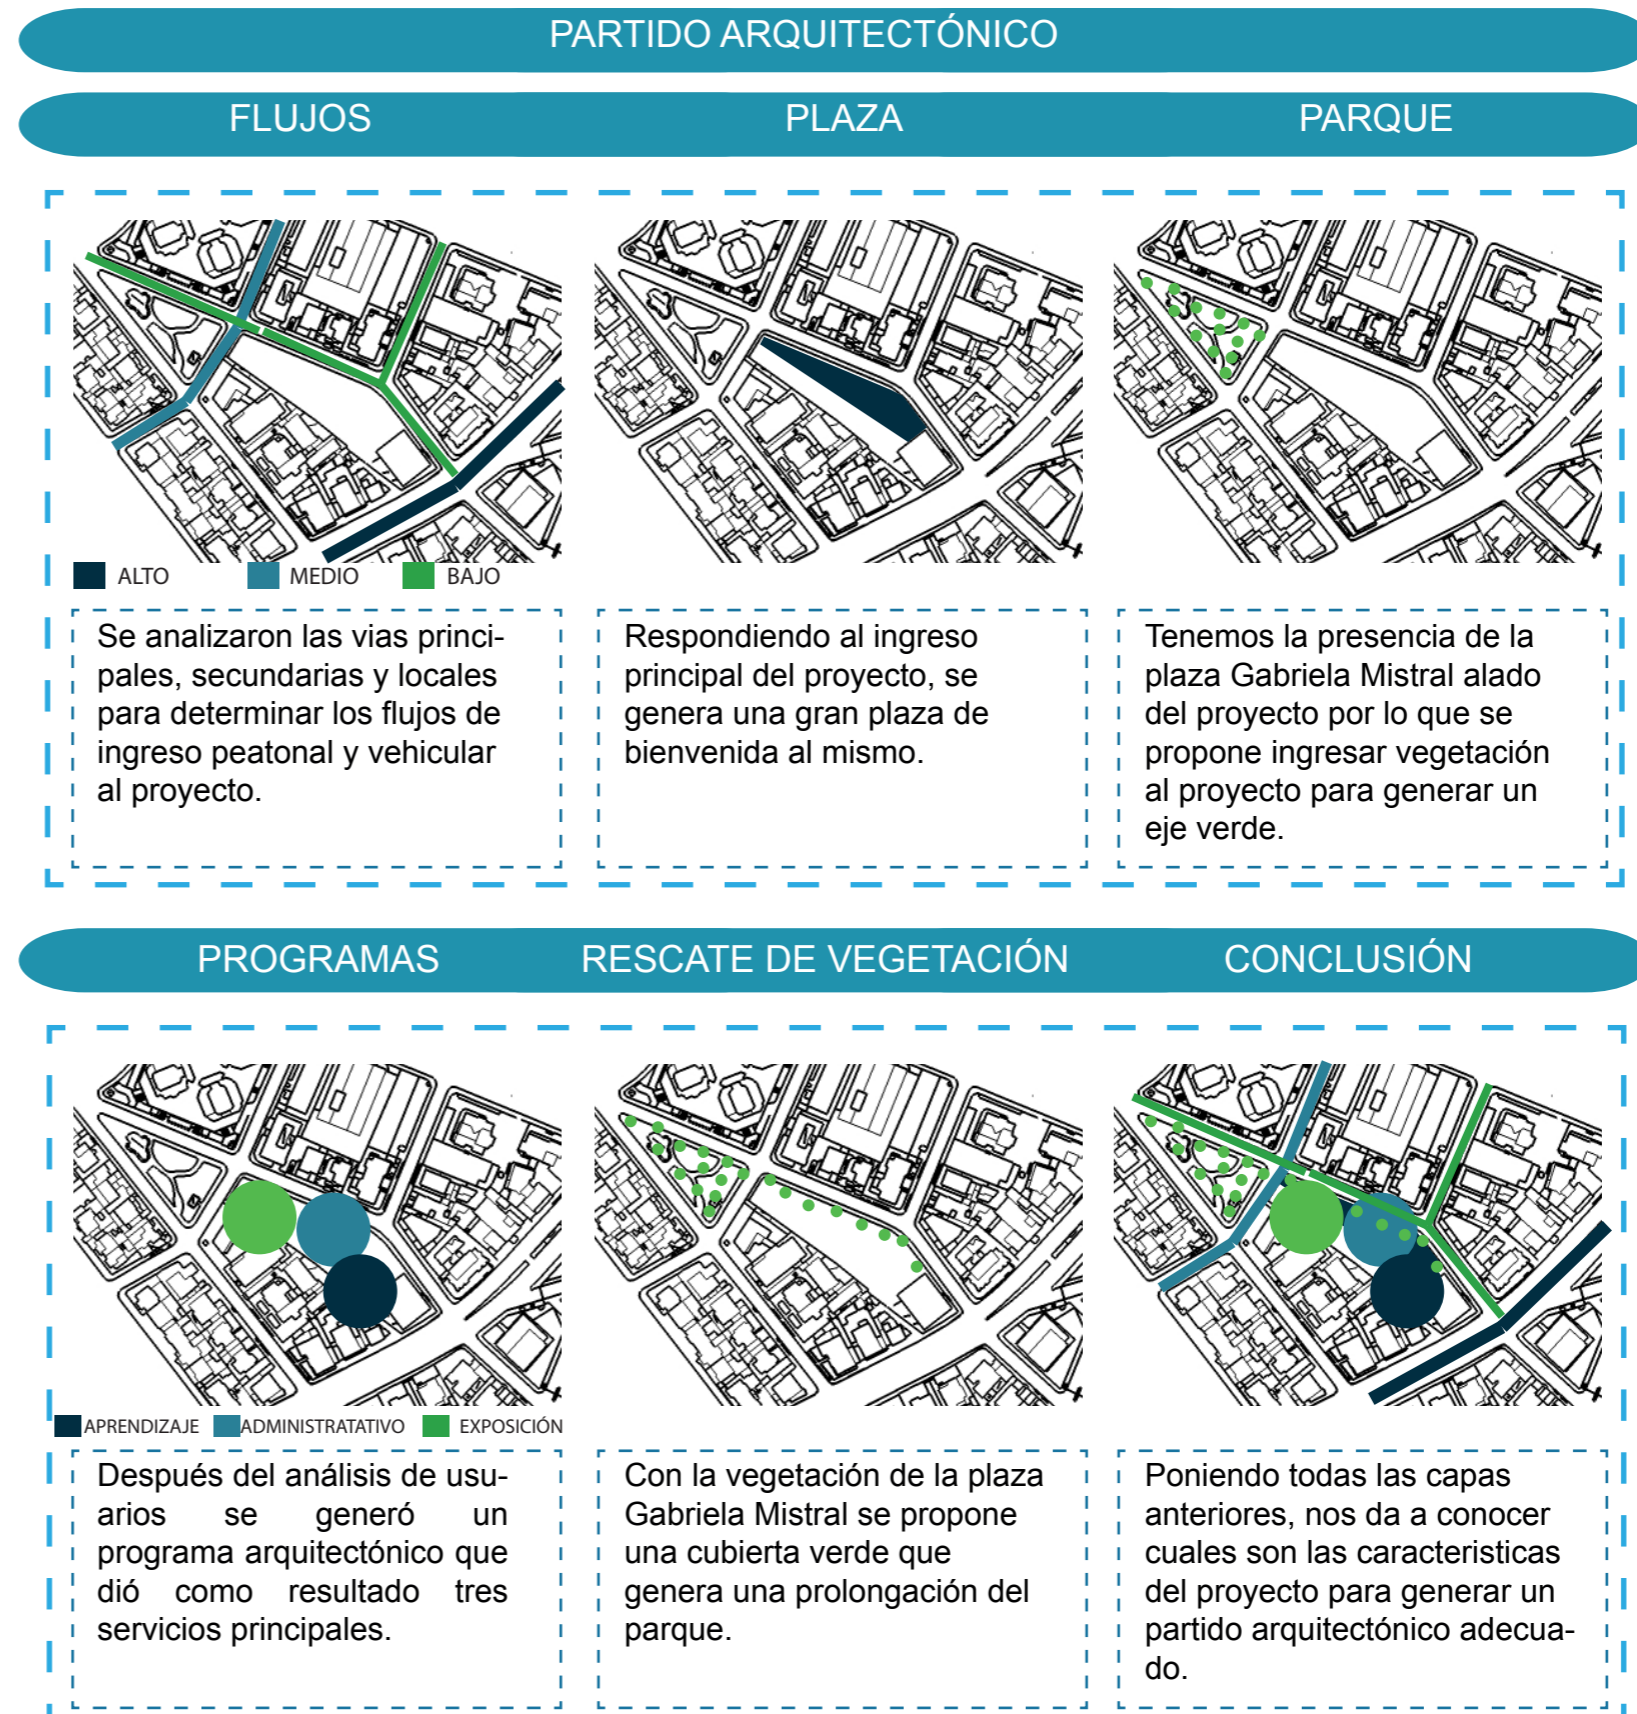 PARTIDO ARQUITECTÓNICO
FLUJOS
PLAZA
PARQUE
ALTO
MEDIO
BAJO
Se analizaron las vias princi-
pales, secundarias y locales
para determinar los flujos de
ingreso peatonal y vehicular
al proyecto.
Respondiendo al ingreso
principal del proyecto, se
genera una gran plaza de
bienvenida al mismo.
Tenemos la presencia de la
plaza Gabriela Mistral alado
del proyecto por lo que se
propone ingresar vegetación
al proyecto para generar un
eje verde.
PROGRAMAS
RESCATE DE VEGETACIÓN
CONCLUSIÓN
APRENDIZAJE
ADMINISTRATATIVO
EXPOSICIÓN
Después del análisis de usu-
arios se generó un
programa arquitectónico que
dió como resultado tres
servicios principales.
Con la vegetación de la plaza
Gabriela Mistral se propone
una cubierta verde que
genera una prolongación del
parque.
Poniendo todas las capas
anteriores, nos da a conocer
cuales son las caracteristicas
del proyecto para generar un
partido arquitectónico adecua-
do.